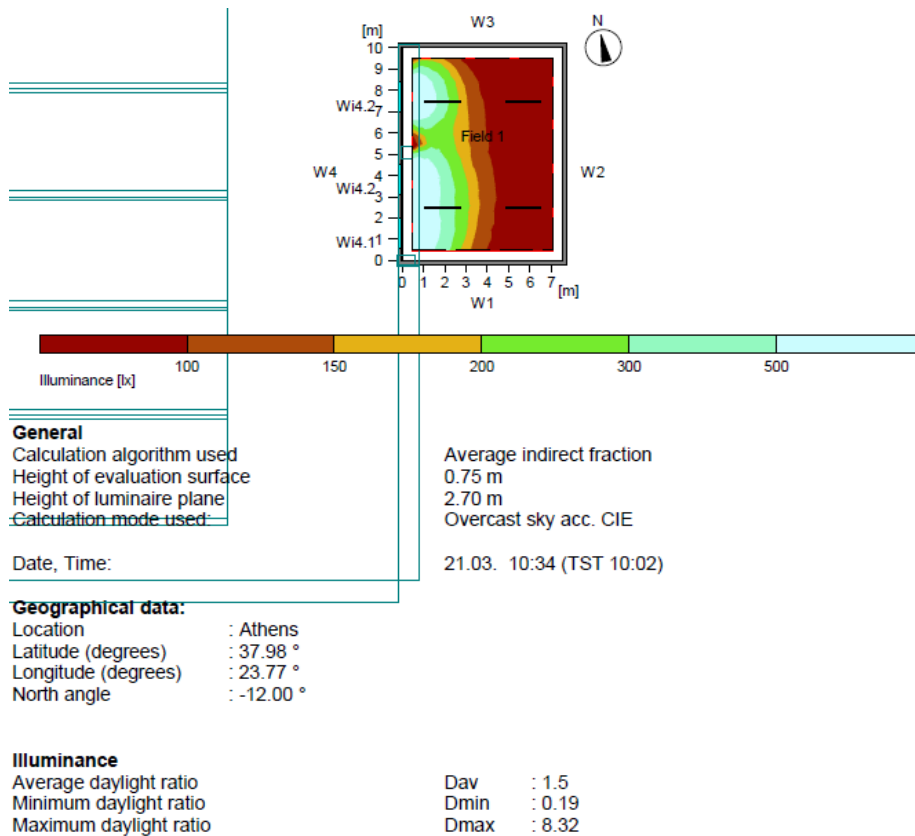 W3
N
[m]
10
9
8
Wi4.2
7
6
Field 1
5
W4
4
W2
Wi4.2
3
2
Wi4.1
1
0
0 1 2 3 4 5 6 7 [m]
W1
100 150 200 300 500
Illuminance [lx]
General
Calculation algorithm used Average indirect fraction
Height of evaluation surface 0.75 m
Height of luminaire plane 2.70 m
Calculation mode used: Overcast sky acc. CIE
Date, Time: 21.03. 10:34 (TST 10:02)
Geographical data:
Location : Athens
Latitude (degrees) : 37.98 °
Longitude (degrees) : 23.77 °
North angle : -12.00 °
Illuminance
Average daylight ratio Dav : 1.5
Minimum daylight ratio Dmin : 0.19
Maximum daylight ratio Dmax : 8.32